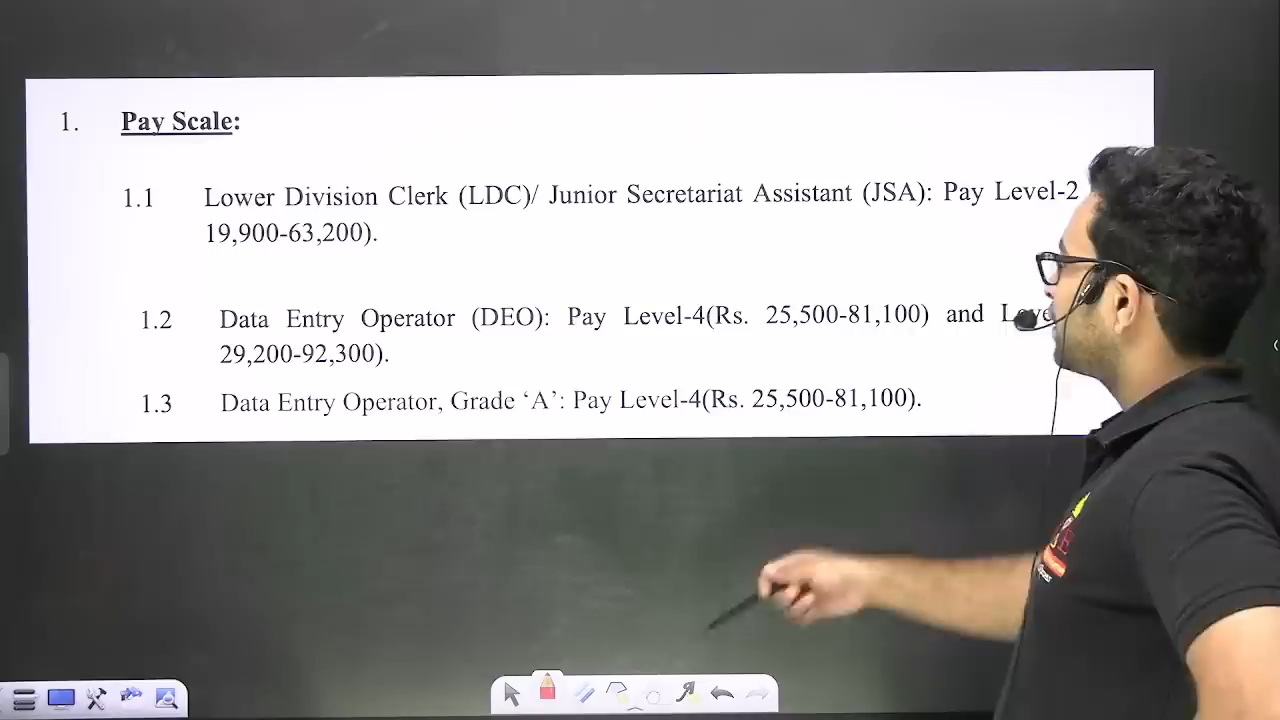 1. Pay Scale:
1.1 Lower Division Clerk (LDC)/ Junior Secretariat Assistant (JSA): Pay Level-2
19,900-63,200).
1.2 Data Entry Operator (DEO): Pay Level-4(Rs. 25,500-81,100) and
29,200-92,300).
1.3 Data Entry Operator, Grade ‘A’: Pay Level-4(Rs. 25,500-81,100).